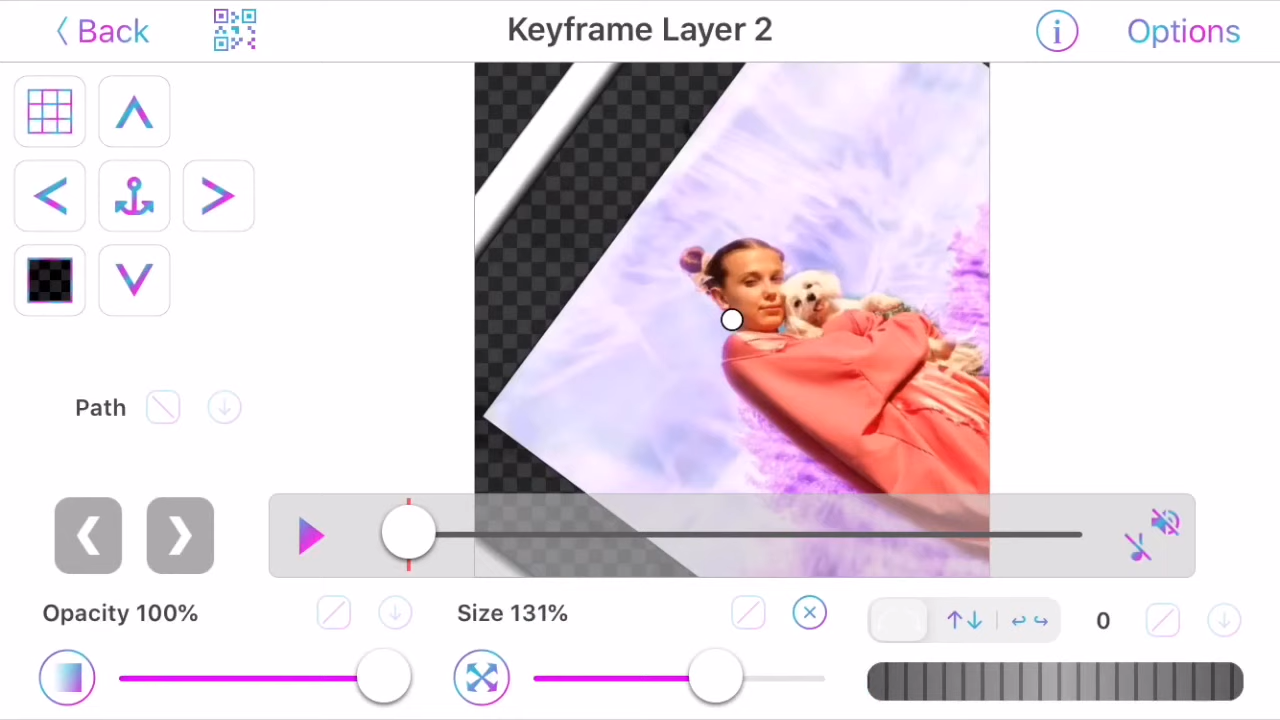 Back
Keyframe Layer 2
i
Options
Path
Opacity 100%
Size 131%
0